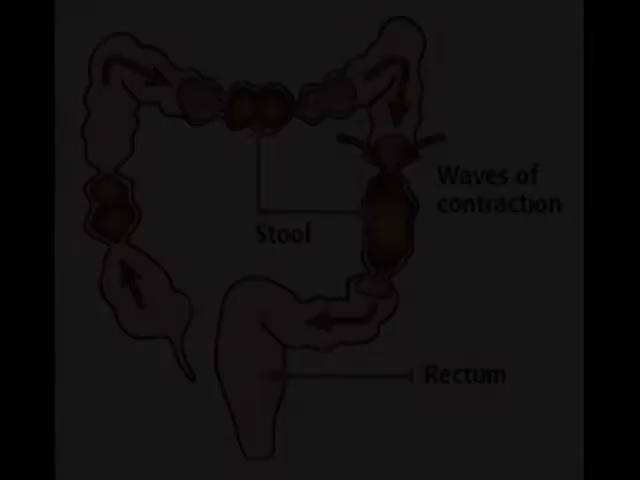 Waves of
contraction
Stool
Rectum